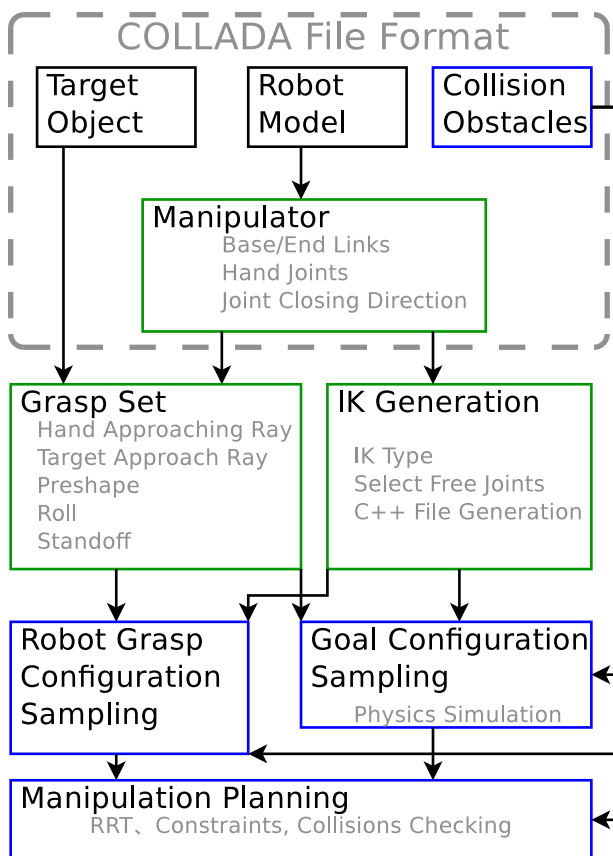 COLLADA File Format
Target
Object
Robot
Model
Collision
Obstacles
Manipulator
Base/End Links
Hand Joints
Joint Closing Direction
Grasp Set
Hand Approaching Ray
Target Approach Ray
Preshape
Roll
Standoff
IK Generation
IK Type
Select Free Joints
C++ File Generation
Robot Grasp
Configuration
Sampling
Goal Configuration
Sampling
Physics Simulation
Manipulation Planning
RRT、Constraints, Collisions Checking